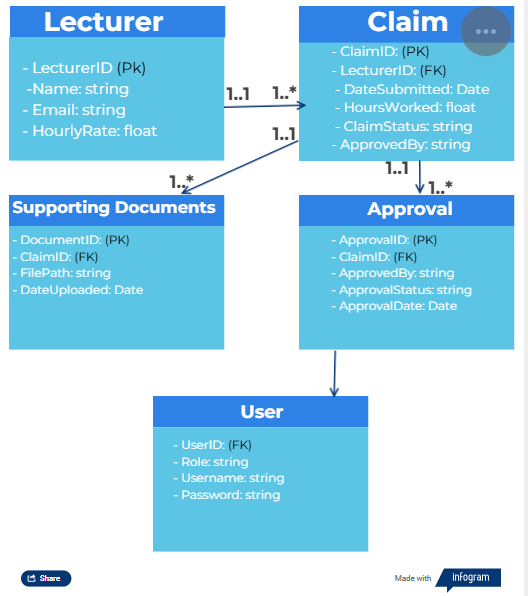 Lecturer
- LecturerID (Pk)
-Name: string
- Email: string
- HourlyRate: float
Claim
- ClaimID: (PK)
- LecturerID: (FK)
- DateSubmitted: Date
- HoursWorked: float
- ClaimStatus: string
- ApprovedBy: string
1..1
1..*
1..1
1..*
1..1
1..*
Supporting Documents
- DocumentID: (PK)
- ClaimID: (FK)
- FilePath: string
- DateUploaded: Date
Approval
- ApprovalID: (PK)
- ClaimID: (FK)
- ApprovedBy: string
- ApprovalStatus: string
- ApprovalDate: Date
User
- UserID: (FK)
- Role: string
- Username: string
- Password: string
Share
Made with
infogram